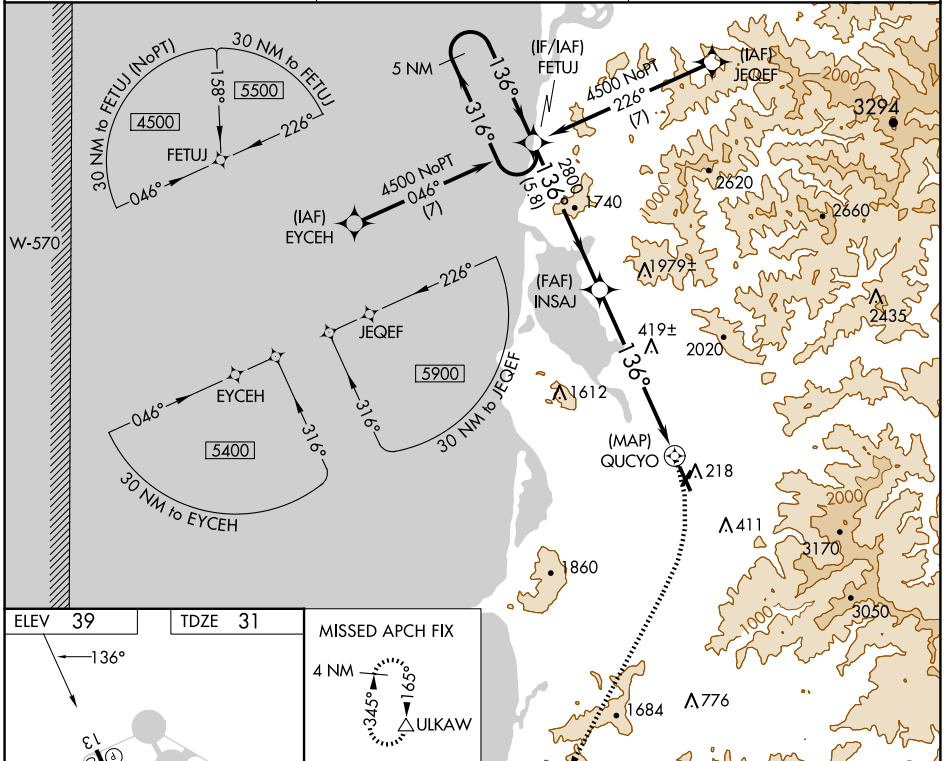 30 NM to FETUJ (NoPT)
30 NM to FETUJ
158°
5500
4500
226°
FETUJ
046°
5 NM
136°
316°
(IF/IAF)
FETUJ
(IAF)
JEQEF
4500 NoPT
226°
(7)
2000
3294
4500 NoPT
046°
(7)
(IAF)
EYCEH
2800
136°
(5.8)
1740
1000
2620
2660
W-570
(FAF)
INSAJ
1979±
2435
419±
2020
226°
JEQEF
5900
316°
30 NM to JEQEF
EYCEH
046°
316°
5400
30 NM to EYCEH
136°
1612
(MAP)
QUCYO
218
411
2000
3170
1860
3050
1000
1684
776
ELEV 39
TDZE 31
136°
13
P
MISSED APCH FIX
4 NM
345°
165°
ULKAW